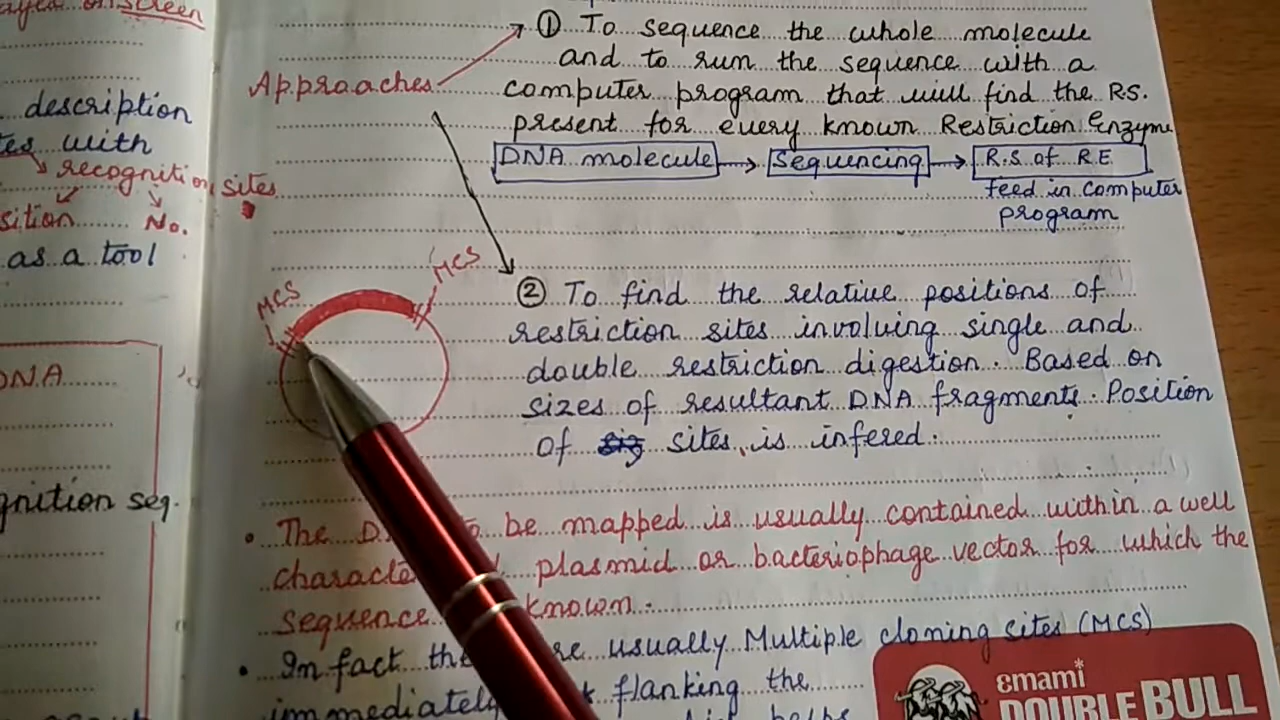 description
with
recognition sites
No.
as a tool
DNA
seq.
① To sequence the whole molecule
and to run the sequence with a
Approaches
computer program that will find the R.S.
present for every known Restriction Enzyme
DNA molecule → Sequencing → R.S of R.E
feed in computer
program
MCS
MCS
② To find the relative positions of
restriction sites involving single and
double restriction digestion. Based on
sizes of resultant DNA fragments. Position
of sites is infered.
• The to be mapped is usually contained within a well
plasmid or bacteriophage vector for which the
sequence known.
• In fact usually Multiple cloning sites (MCS)
immediately flanking the
emami
DOUBLE BULL